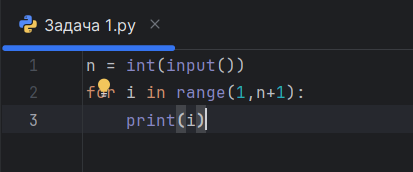 Задача 1.py
1 n = int(input())
2 for i in range(1,n+1):
3 print(i)